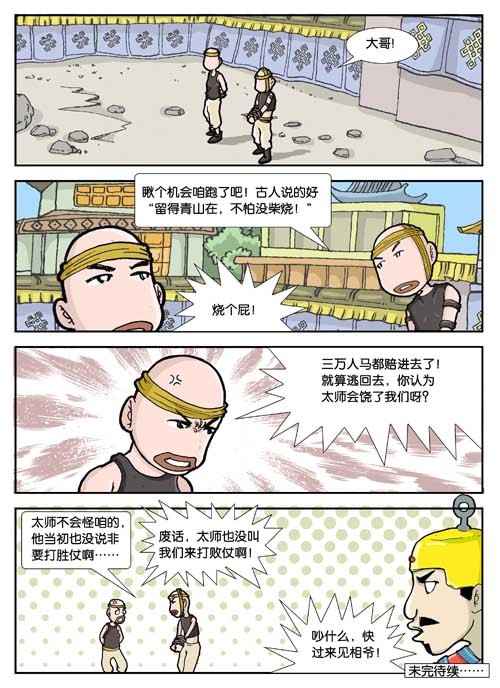 大哥！
瞅个机会咱跑了吧！古人说的好
“留得青山在，不怕没柴烧！”
烧个屁！
三万人马都赔进去了！
就算逃回去，你认为
太师会饶了我们呀？
太师不会怪咱的，
他当初也没说非
要打胜仗啊……
废话，太师也没叫
我们来打败仗啊！
吵什么，快
过来见相爷！
未完待续……